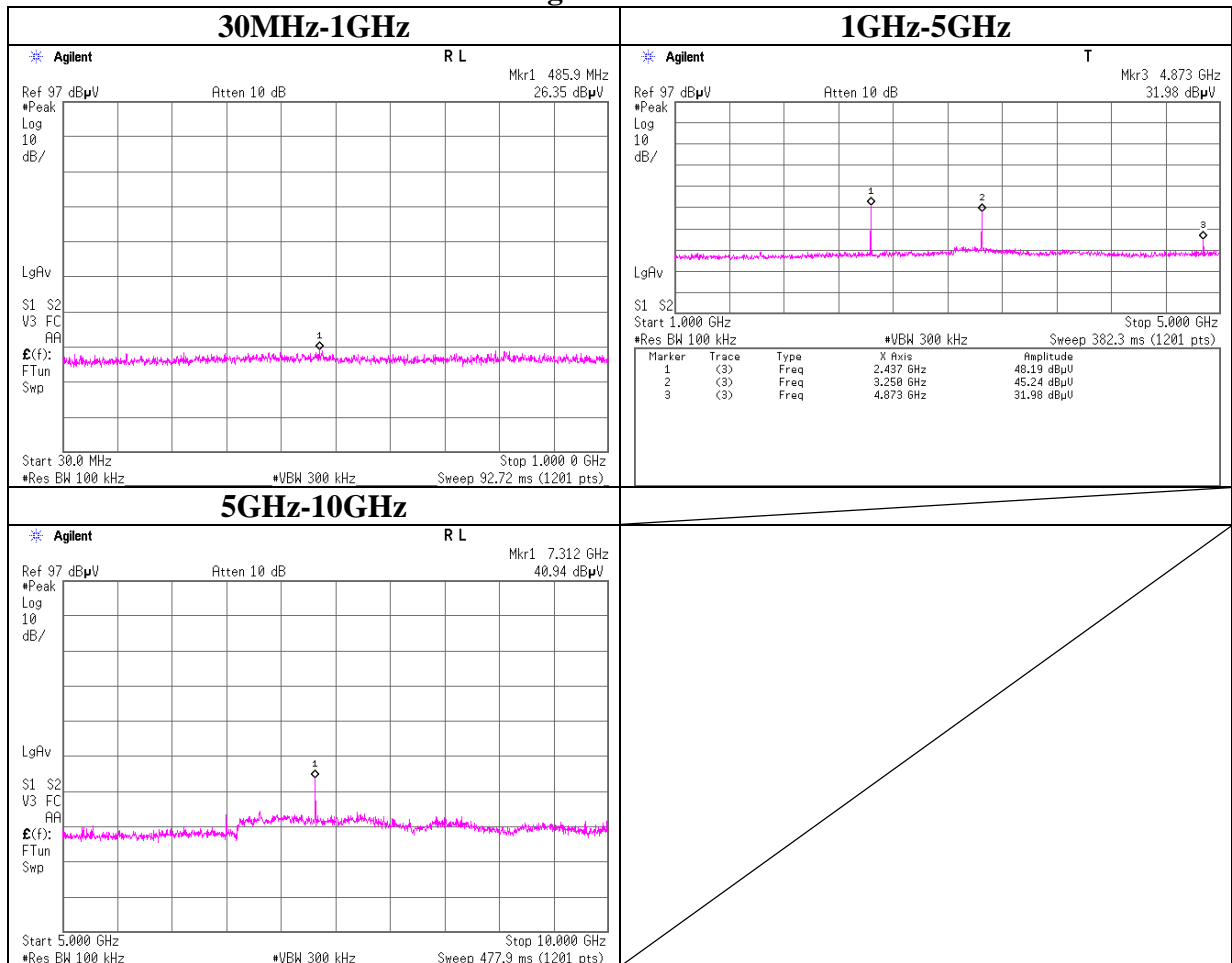 30MHz-1GHz
Agilent
R L
Mkr1 485.9 MHz
Ref 97 dBµV
Atten 10 dB
26.35 dBµV
#Peak
Log
10
dB/
1
LgAv
S1 S2
V3 FC
AA
£(f):
FTun
Swp
Start 30.0 MHz
Stop 1.000 0 GHz
#Res BW 100 kHz
#VBW 300 kHz
Sweep 92.72 ms (1201 pts)
1GHz-5GHz
Agilent
T
Mkr3 4.873 GHz
Ref 97 dBµV
Atten 10 dB
31.98 dBµV
#Peak
Log
10
dB/
1
2
3
LgAv
S1 S2
Start 1.000 GHz
Stop 5.000 GHz
#Res BW 100 kHz
#VBW 300 kHz
Sweep 382.3 ms (1201 pts)
Marker Trace Type X Axis Amplitude
1 (3) Freq 2.437 GHz 48.19 dBµV
2 (3) Freq 3.250 GHz 45.24 dBµV
3 (3) Freq 4.873 GHz 31.98 dBµV
5GHz-10GHz
Agilent
R L
Mkr1 7.312 GHz
Ref 97 dBµV
Atten 10 dB
40.94 dBµV
#Peak
Log
10
dB/
1
LgAv
S1 S2
V3 FC
AA
£(f):
FTun
Swp
Start 5.000 GHz
Stop 10.000 GHz
#Res BW 100 kHz
#VBW 300 kHz
Sweep 477.9 ms (1201 pts)